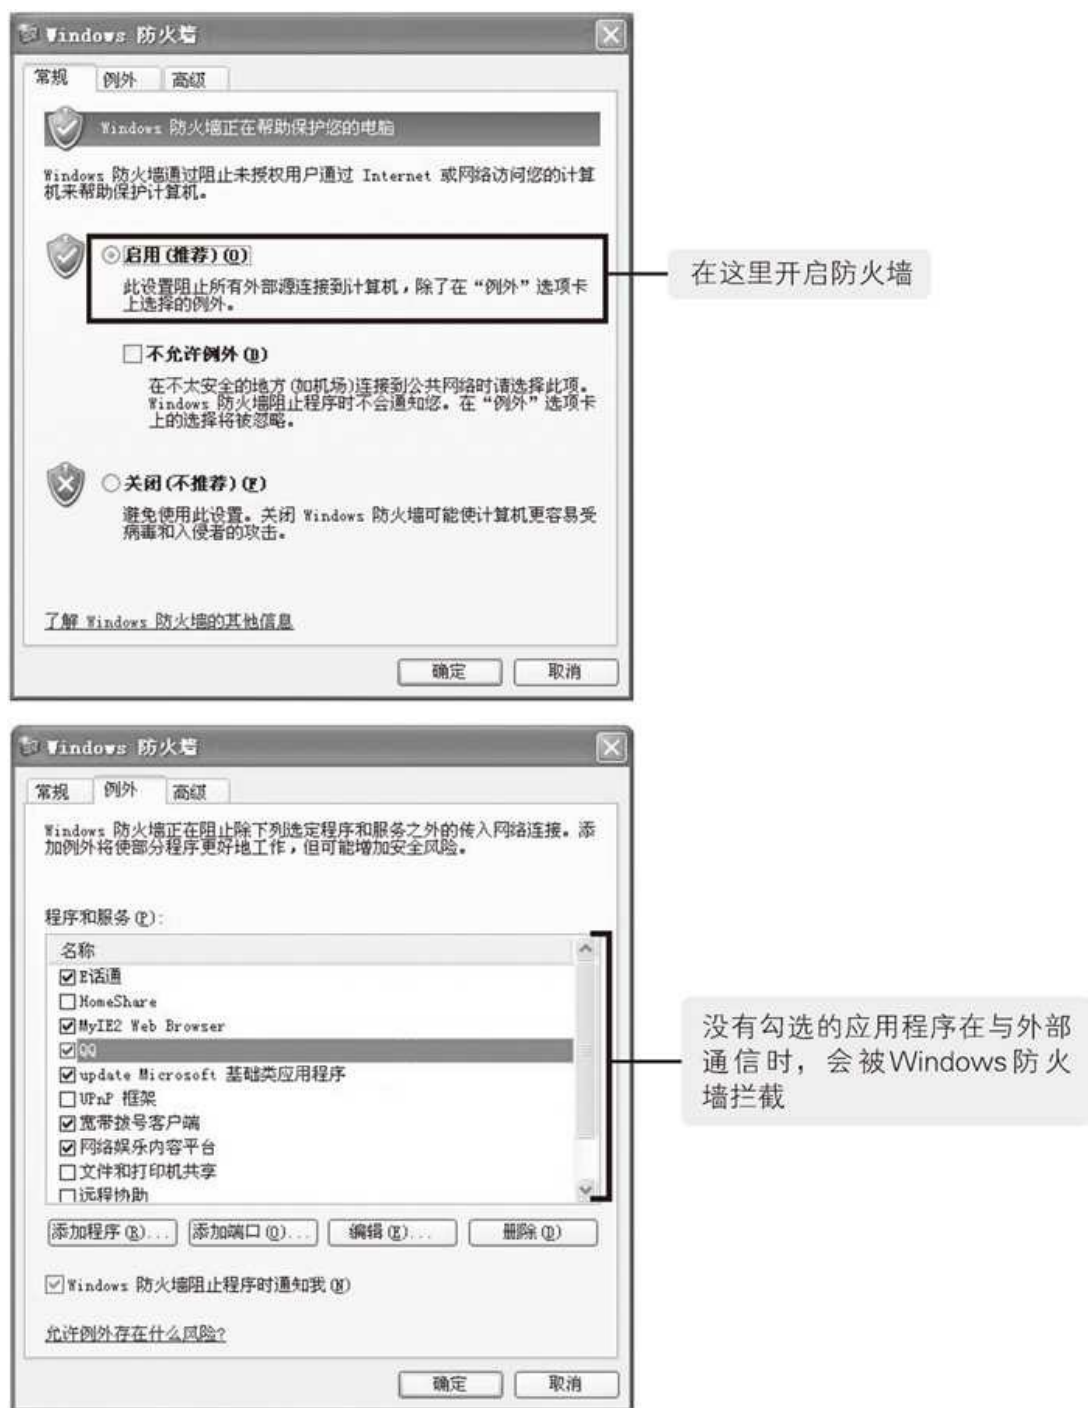 Windows 防火墙
常规 例外 高级
Windows 防火墙正在帮助保护您的电脑
Windows 防火墙通过阻止未授权用户通过 Internet 或网络访问您的计算
机来帮助保护计算机。
启用(推荐)(O)
此设置阻止所有外部源连接到计算机，除了在“例外”选项卡
上选择的例外。
在这里开启防火墙
不允许例外(D)
在不太安全的地方(如机场)连接到公共网络时请选择此项。
Windows 防火墙阻止程序时不会通知您。在“例外”选项卡
上的选择将被忽略。
关闭(不推荐)(F)
避免使用此设置。关闭 Windows 防火墙可能使计算机更容易受
病毒和入侵者的攻击。
了解 Windows 防火墙的其他信息
确定 取消
Windows 防火墙
常规 例外 高级
Windows 防火墙正在阻止除下列选定程序和服务之外的传入网络连接。添
加例外将使部分程序更好地工作，但可能增加安全风险。
程序和服务(P):
名称
E话通
HomeShare
MyIE2 Web Browser
QQ
update Microsoft 基础类应用程序
UPnP 框架
宽带拨号客户端
网络娱乐内容平台
文件和打印机共享
远程协助
没有勾选的应用程序在与外部
通信时，会被Windows防火
墙拦截
添加程序(R)... 添加端口(O)... 编辑(E)... 删除(D)
Windows 防火墙阻止程序时通知我(N)
允许例外存在什么风险?
确定 取消